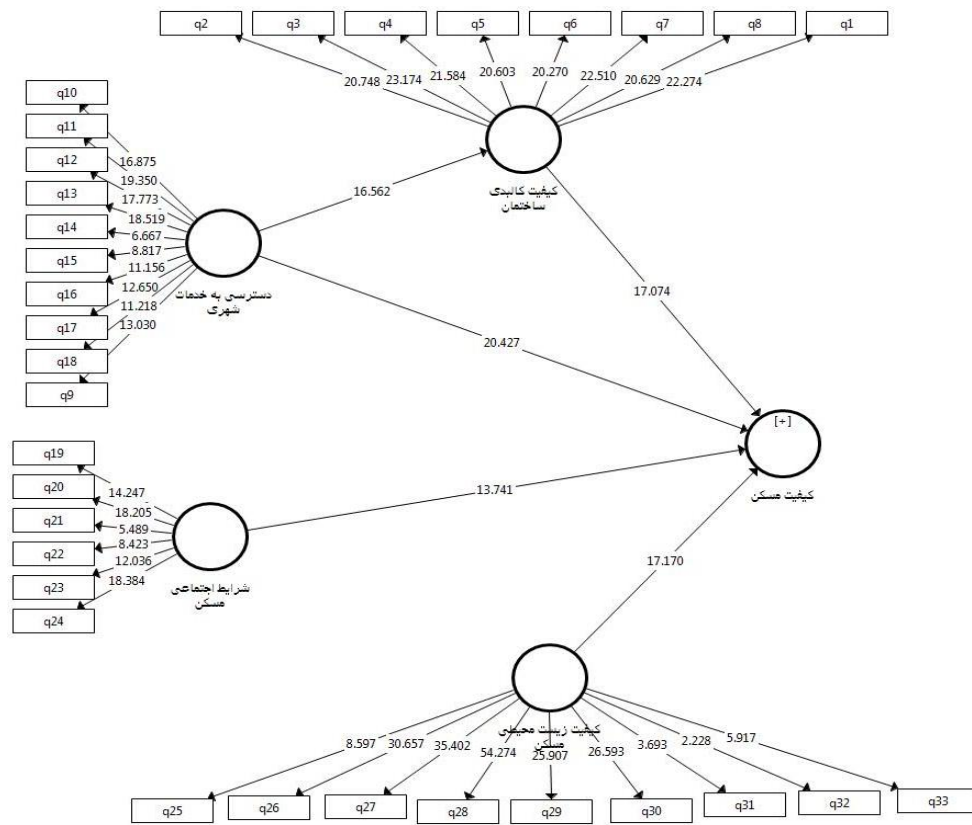 q2
q3
q4
q5
q6
q7
q8
q1
20.748
23.174
21.584
20.603
20.270
22.510
20.629
22.274
کیفیت کالبدی
ساختمان
q10
q11
q12
q13
q14
q15
q16
q17
q18
q9
16.875
19.350
17.773
18.519
6.667
8.817
11.156
12.650
11.218
13.030
دسترسی به خدمات
شهری
16.562
20.427
17.074
[+]
کیفیت مسکن
q19
q20
q21
q22
q23
q24
14.247
18.205
5.489
8.423
12.036
18.384
شرایط اجتماعی
مسکن
13.741
17.170
کیفیت زیست محیطی
مسکن
8.597
30.657
35.402
54.274
25.907
26.593
3.693
2.228
5.917
q25
q26
q27
q28
q29
q30
q31
q32
q33